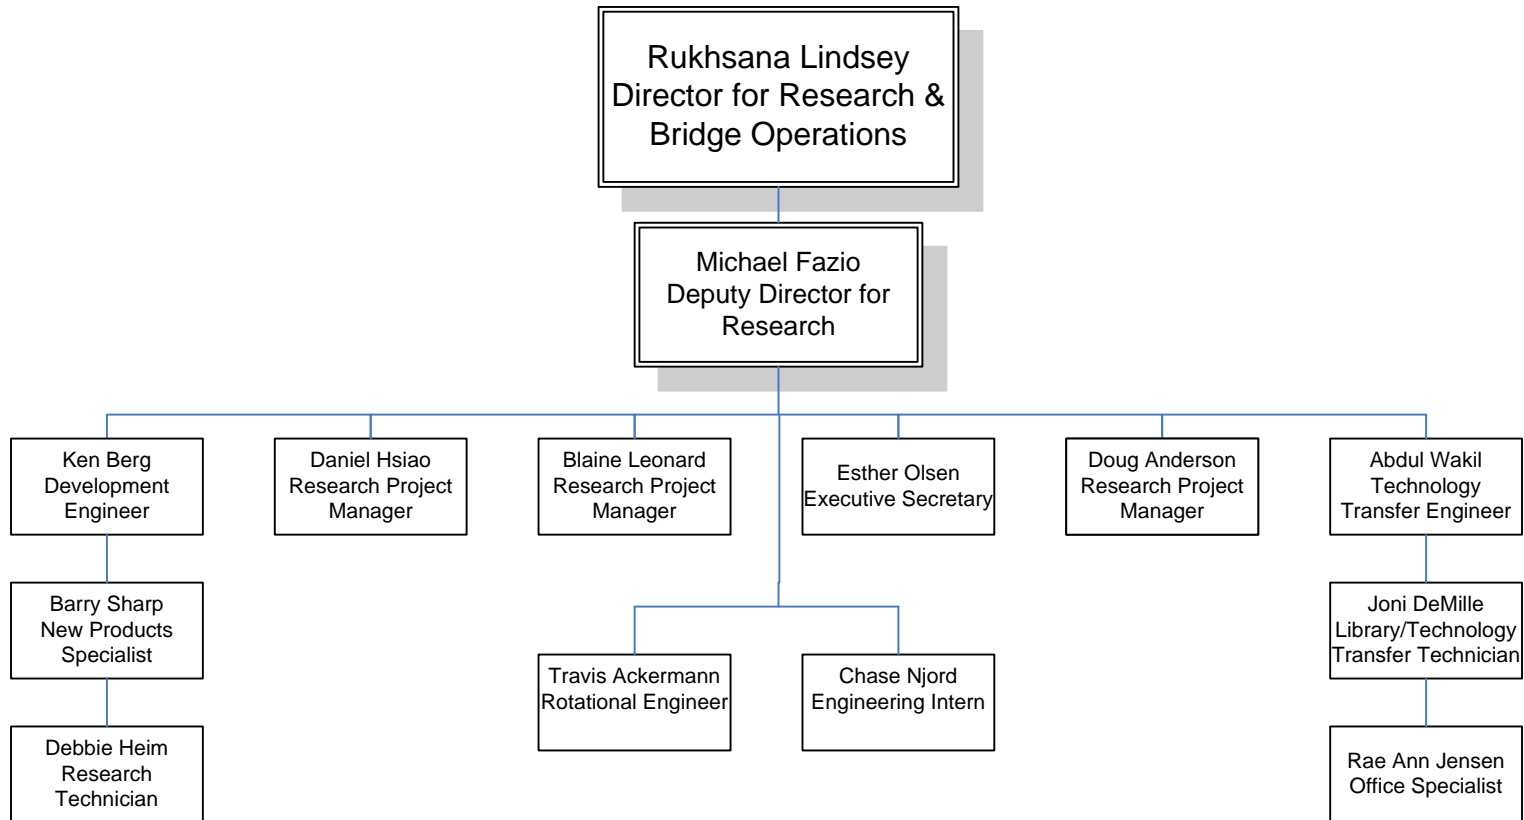 Rukhsana Lindsey
Director for Research &
Bridge Operations
Michael Fazio
Deputy Director for
Research
Ken Berg
Development
Engineer
Daniel Hsiao
Research Project
Manager
Blaine Leonard
Research Project
Manager
Esther Olsen
Executive Secretary
Doug Anderson
Research Project
Manager
Abdul Wakil
Technology
Transfer Engineer
Barry Sharp
New Products
Specialist
Joni DeMille
Library/Technology
Transfer Technician
Travis Ackermann
Rotational Engineer
Chase Njord
Engineering Intern
Debbie Heim
Research
Technician
Rae Ann Jensen
Office Specialist